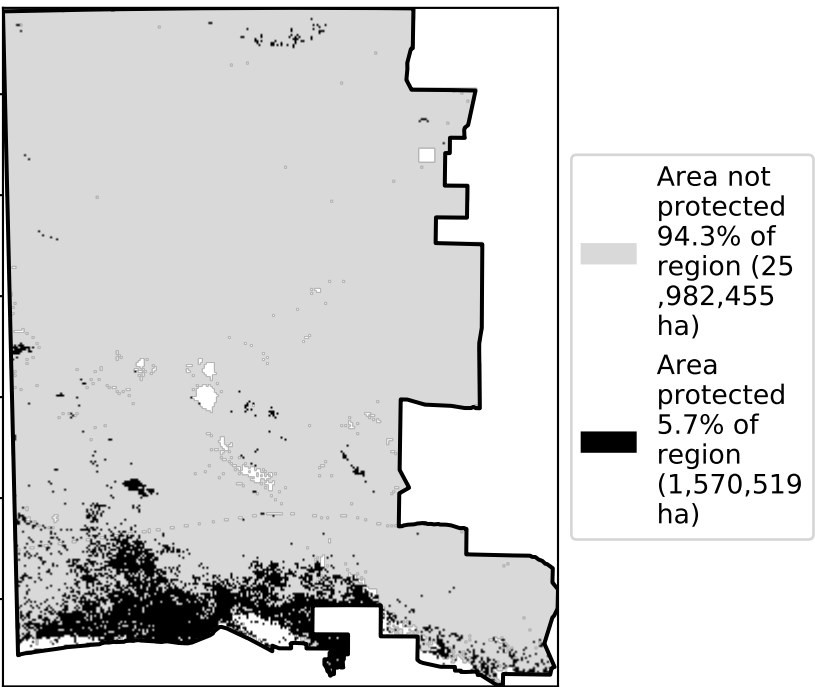 Area not
protected
94.3% of
region (25
,982,455
ha)
Area
protected
5.7% of
region
(1,570,519
ha)